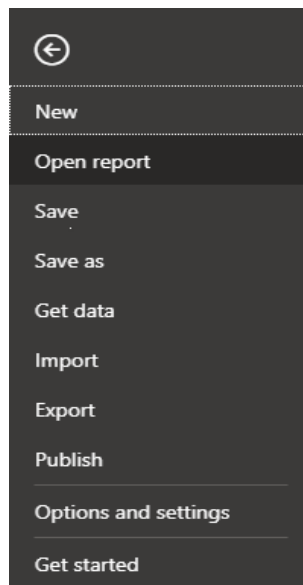 New
Open report
Save
Save as
Get data
Import
Export
Publish
Options and settings
Get started